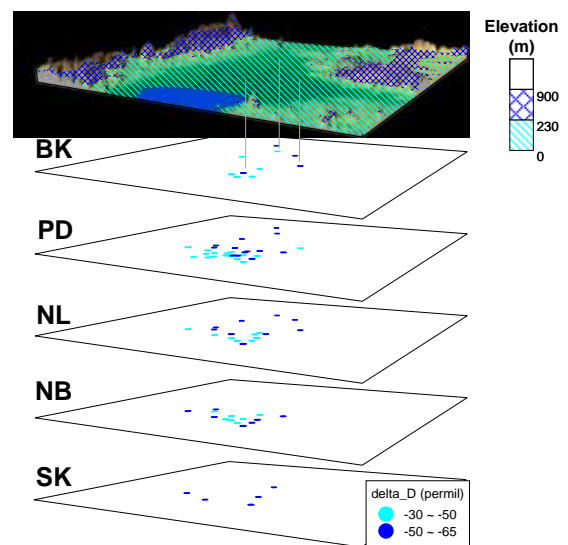 Elevation
(m)
900
230
0
BK
PD
NL
NB
SK
delta_D (permil)
-30 ~ -50
-50 ~ -65